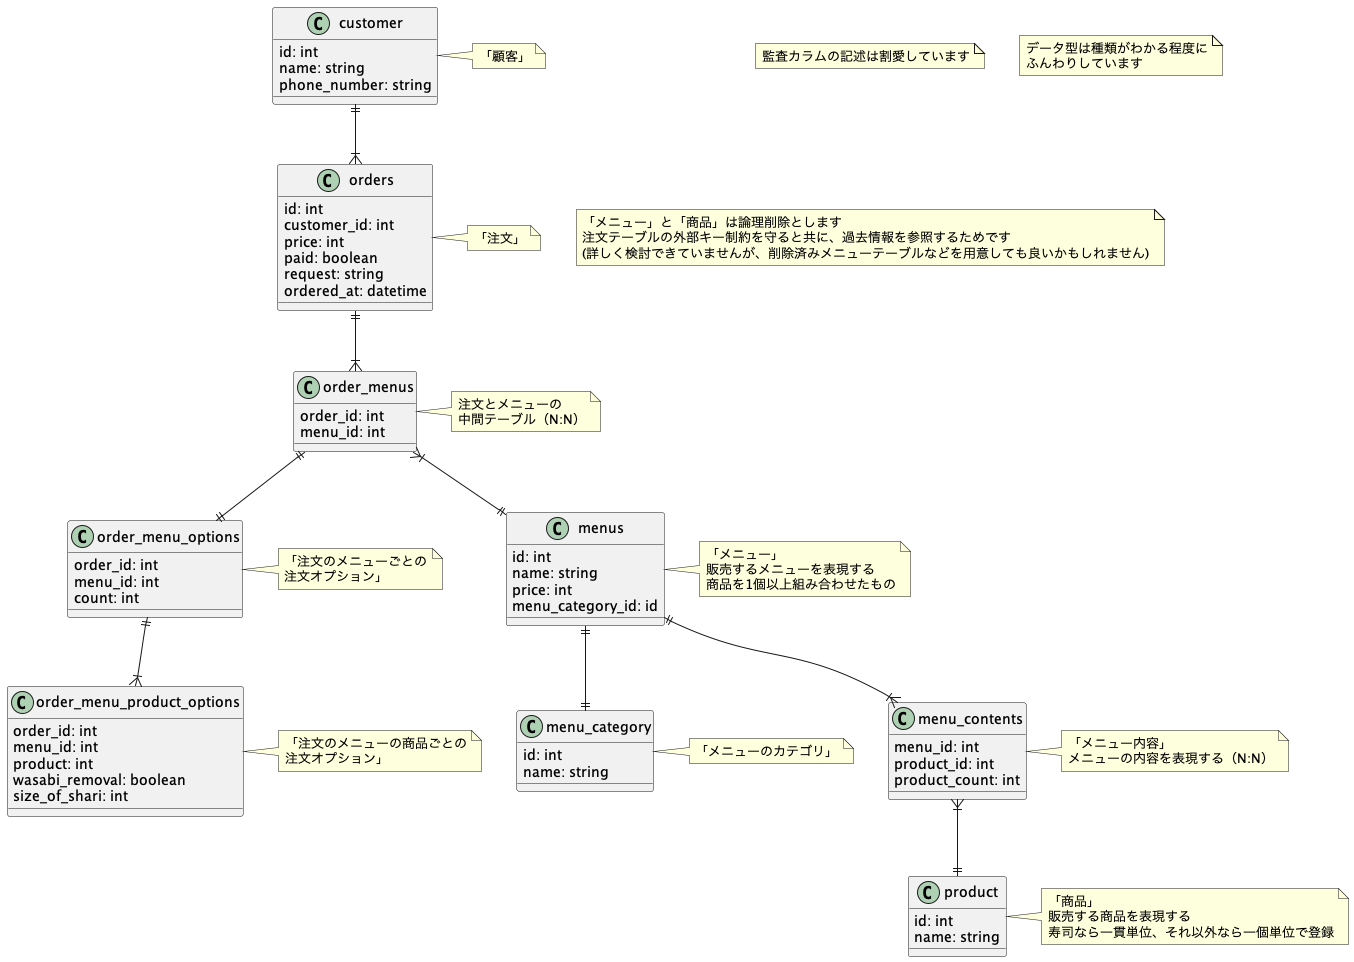 C customer
id: int
name: string
phone_number: string
「顧客」
監査カラムの記述は割愛しています
データ型は種類がわかる程度に
ふんわりしています
C orders
id: int
customer_id: int
price: int
paid: boolean
request: string
ordered_at: datetime
「注文」
「メニュー」と「商品」は論理削除とします
注文テーブルの外部キー制約を守ると共に、過去情報を参照するためです
(詳しく検討できていませんが、削除済みメニューテーブルなどを用意しても良いかもしれません)
C order_menus
order_id: int
menu_id: int
注文とメニューの
中間テーブル（N:N）
C order_menu_options
order_id: int
menu_id: int
count: int
「注文のメニューごとの
注文オプション」
C menus
id: int
name: string
price: int
menu_category_id: id
「メニュー」
販売するメニューを表現する
商品を1個以上組み合わせたもの
C order_menu_product_options
order_id: int
menu_id: int
product: int
wasabi_removal: boolean
size_of_shari: int
「注文のメニューの商品ごとの
注文オプション」
C menu_category
id: int
name: string
「メニューのカテゴリ」
C menu_contents
menu_id: int
product_id: int
product_count: int
「メニュー内容」
メニューの内容を表現する（N:N）
C product
id: int
name: string
「商品」
販売する商品を表現する
寿司なら一貫単位、それ以外なら一個単位で登録